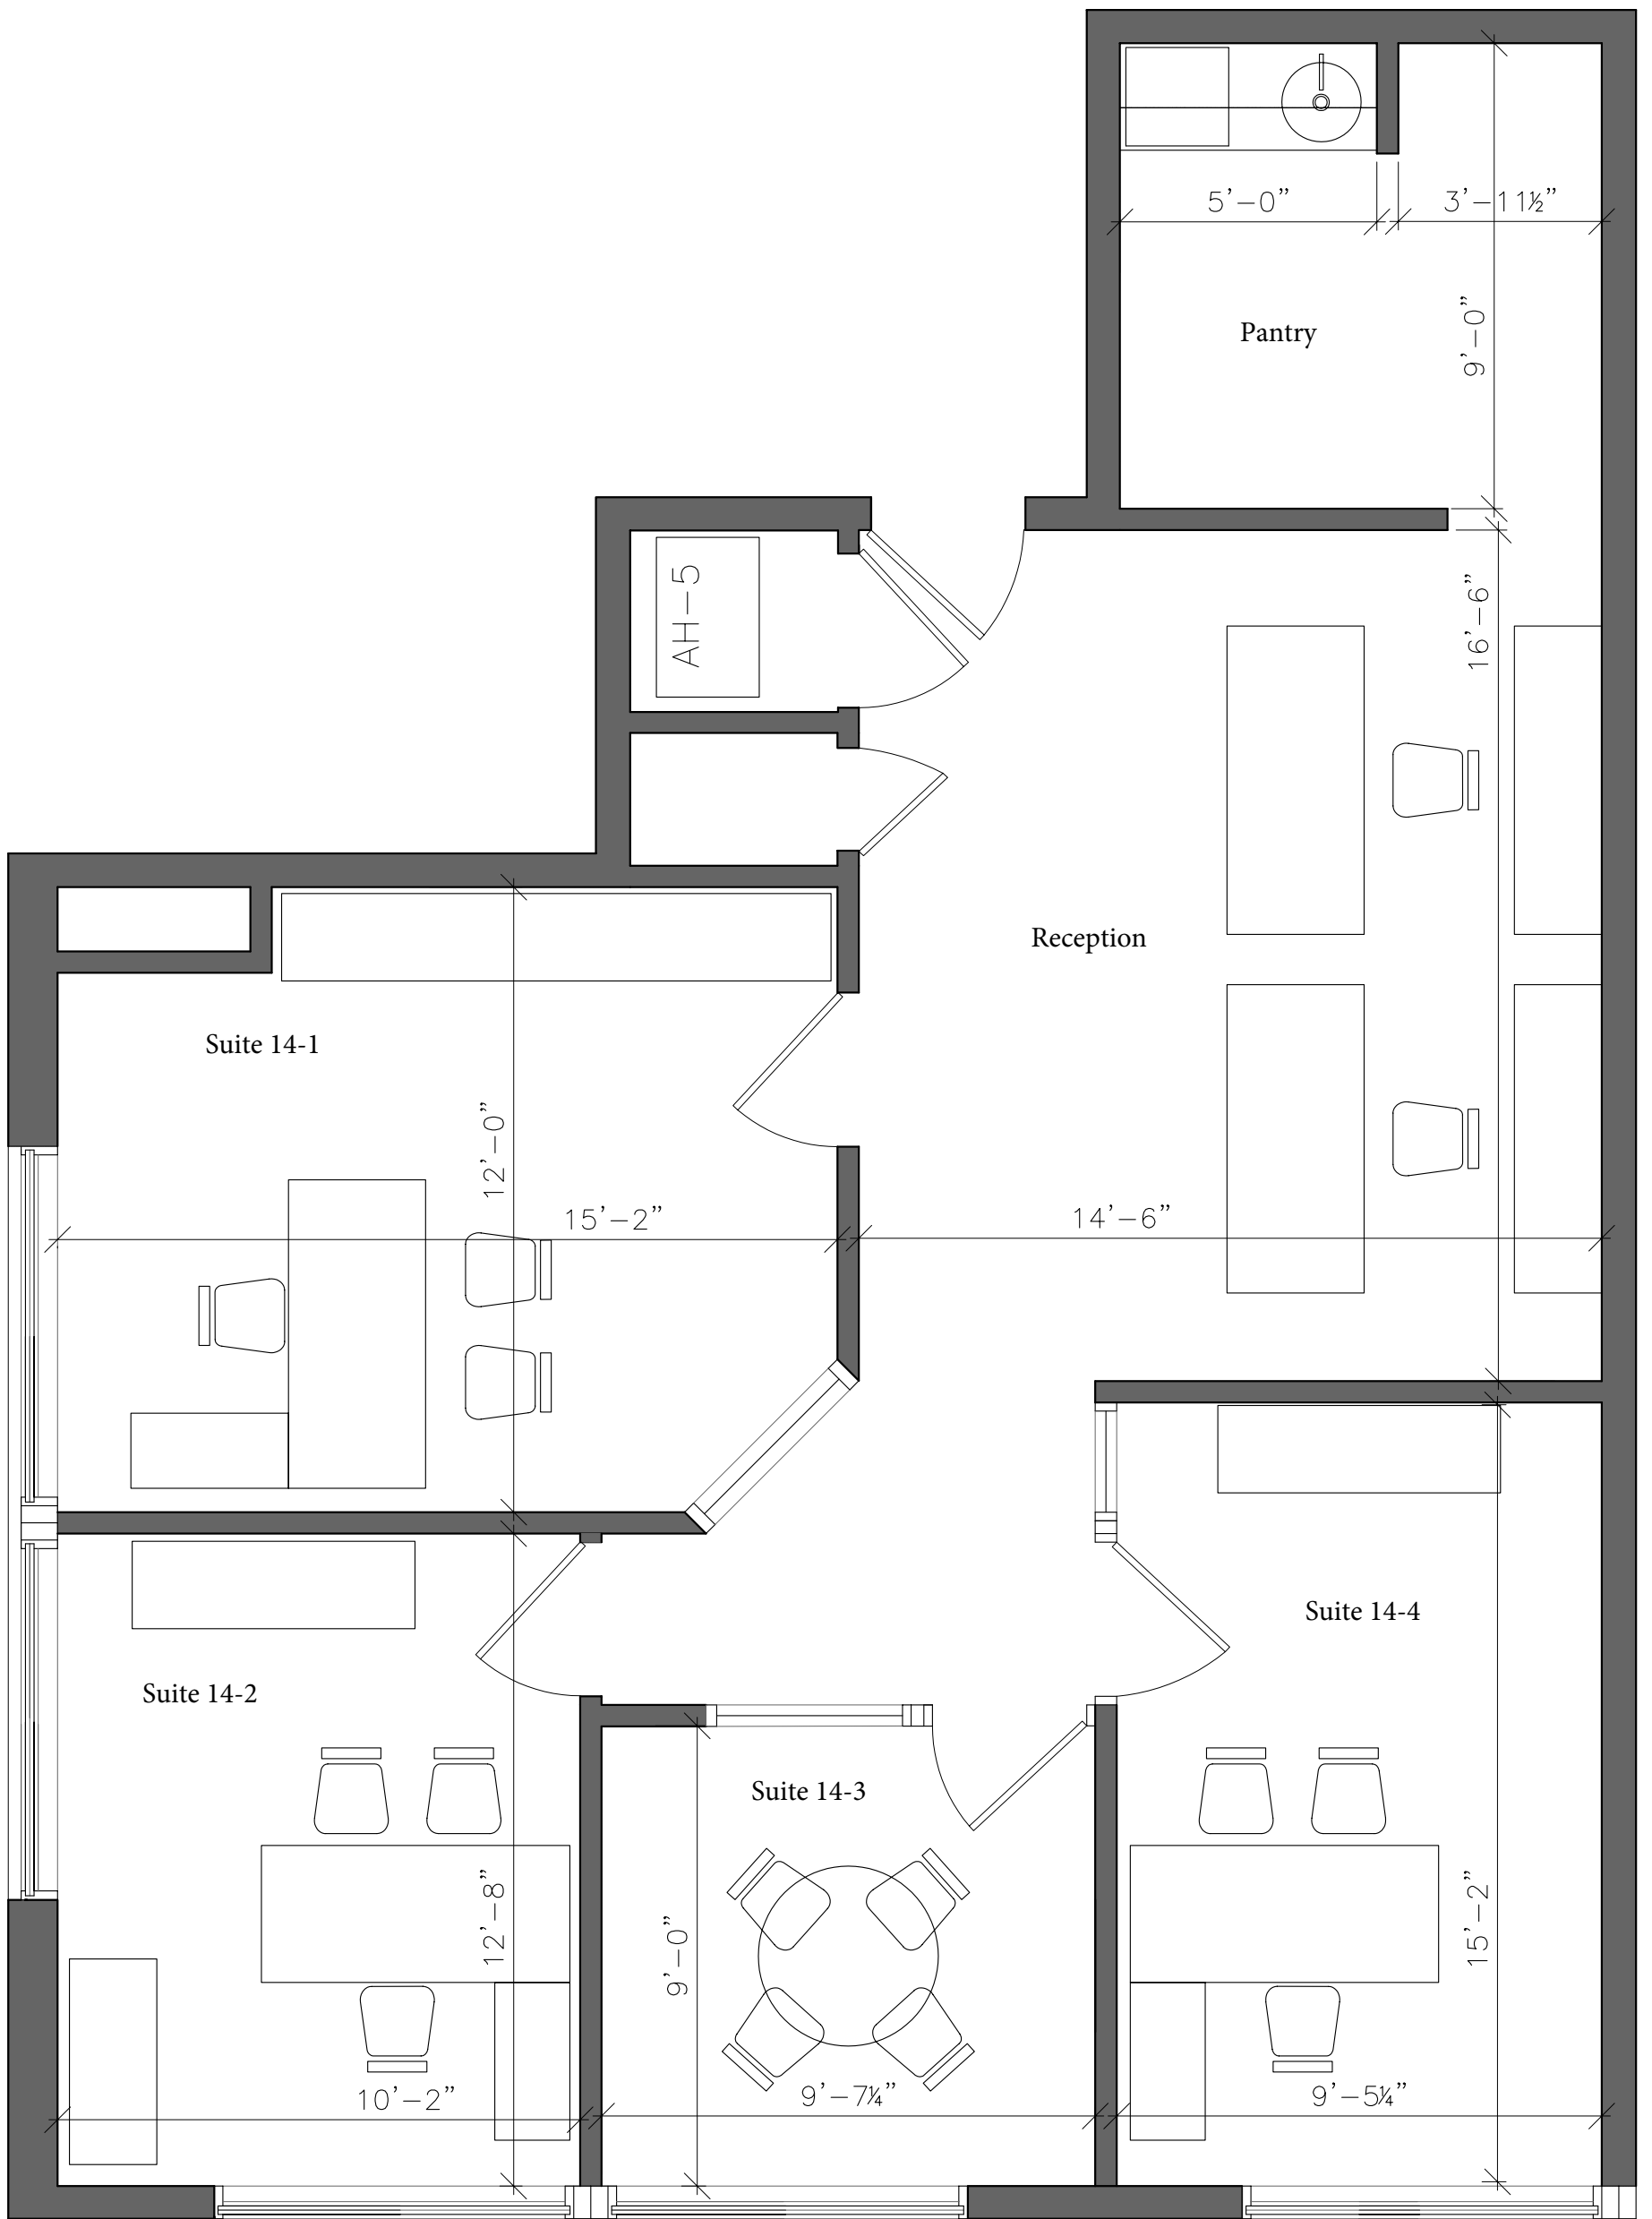 5’–0”
3’–11½”
Pantry
9’–0”
AH–5
16’–6”
Reception
Suite 14-1
12’–0”
15’–2”
14’–6”
Suite 14-4
Suite 14-2
Suite 14-3
12’–8”
9’–0”
15’–2”
10’–2”
9’–7¼”
9’–5¼”